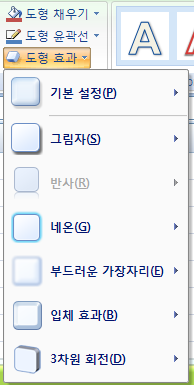 도형 채우기
도형 윤곽선
도형 효과
A
기본 설정(P)
그림자(S)
반사(R)
네온(G)
부드러운 가장자리(E)
입체 효과(B)
3차원 회전(D)